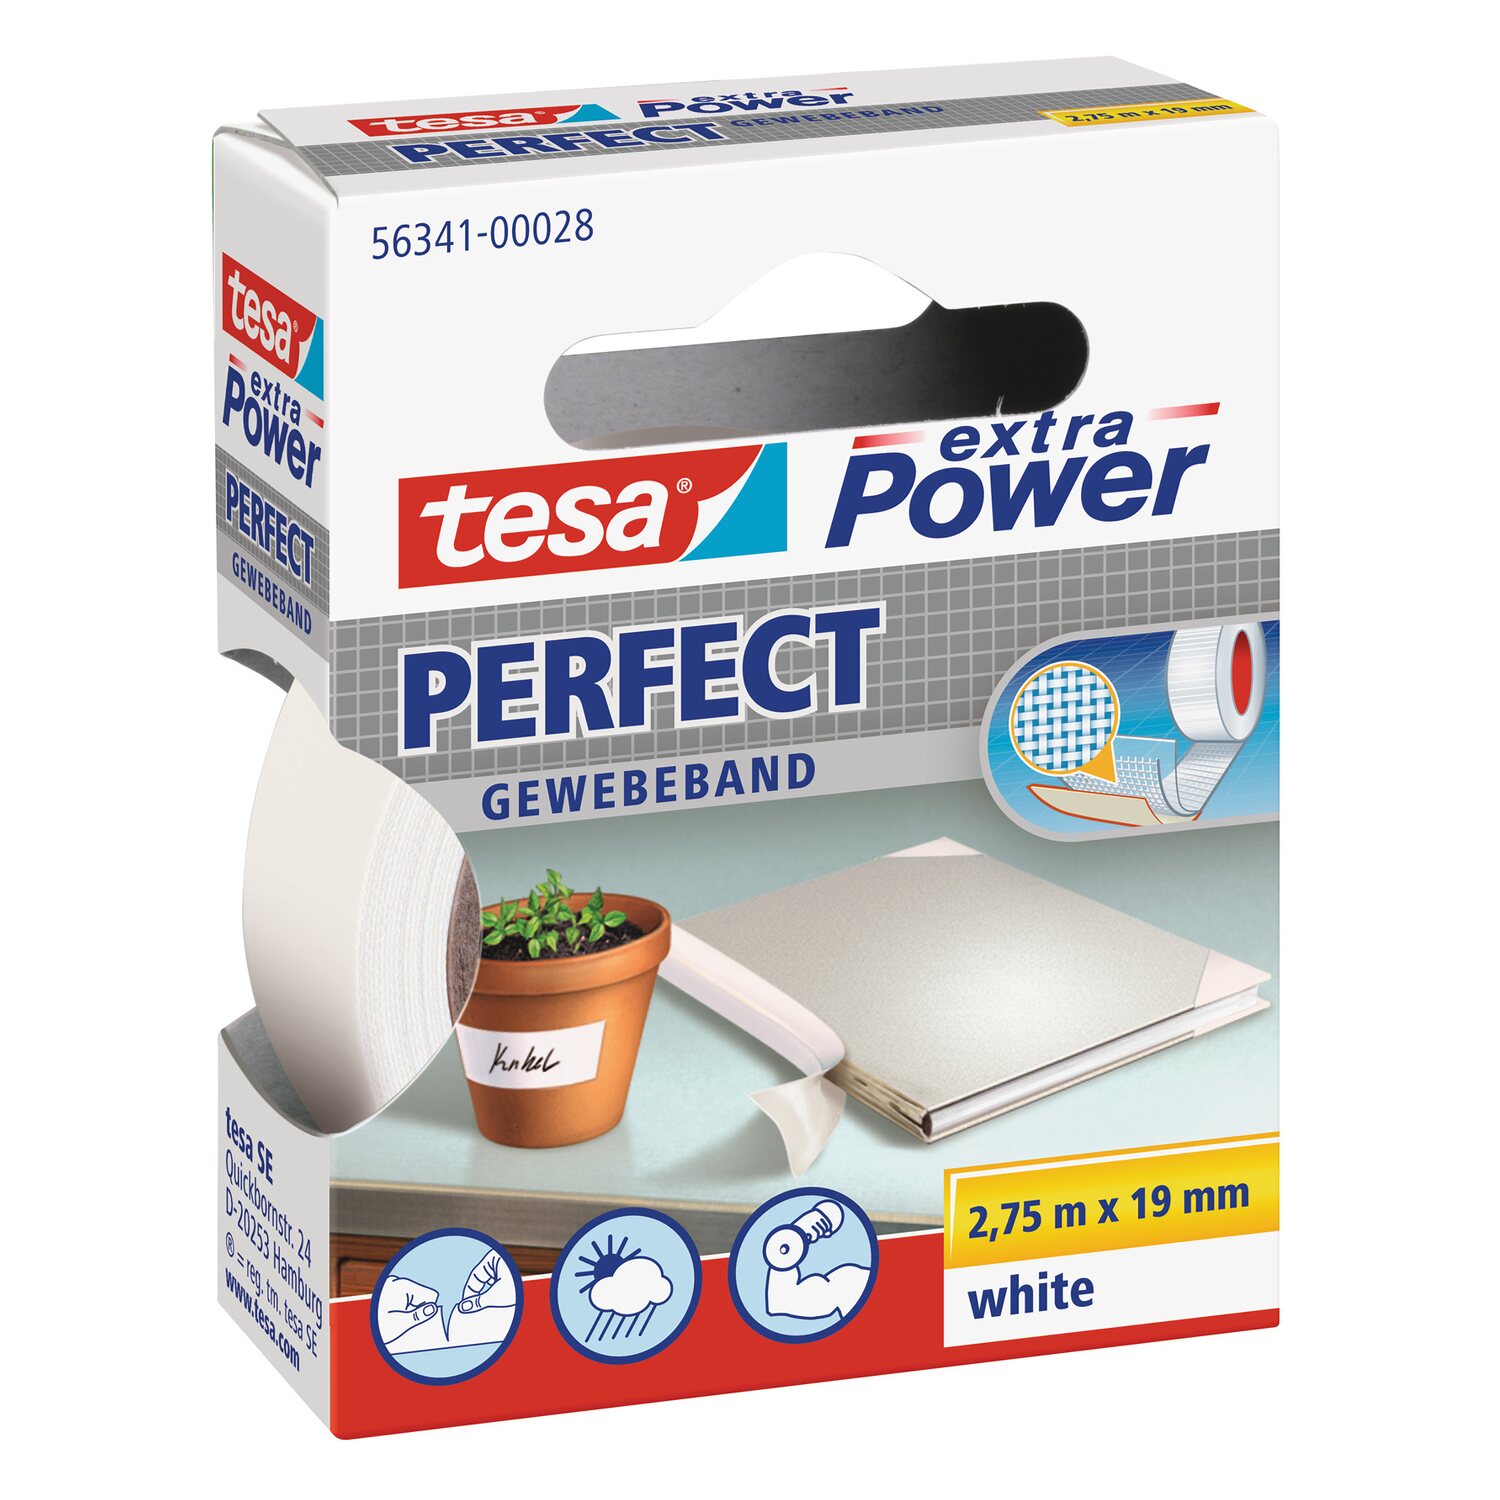 tesa® extra Power
PERFECT GEWEBEBAND
2,75 m x 19 mm
56341-00028
tesa®
extra
Power
PERFECT
GEWEBEBAND
tesa®
extra
Power
PERFECT
GEWEBEBAND
2,75 m x 19 mm
white
tesa SE
Quickbornstr. 24
D-20253 Hamburg
® = reg. tm. tesa SE
www.tesa.com